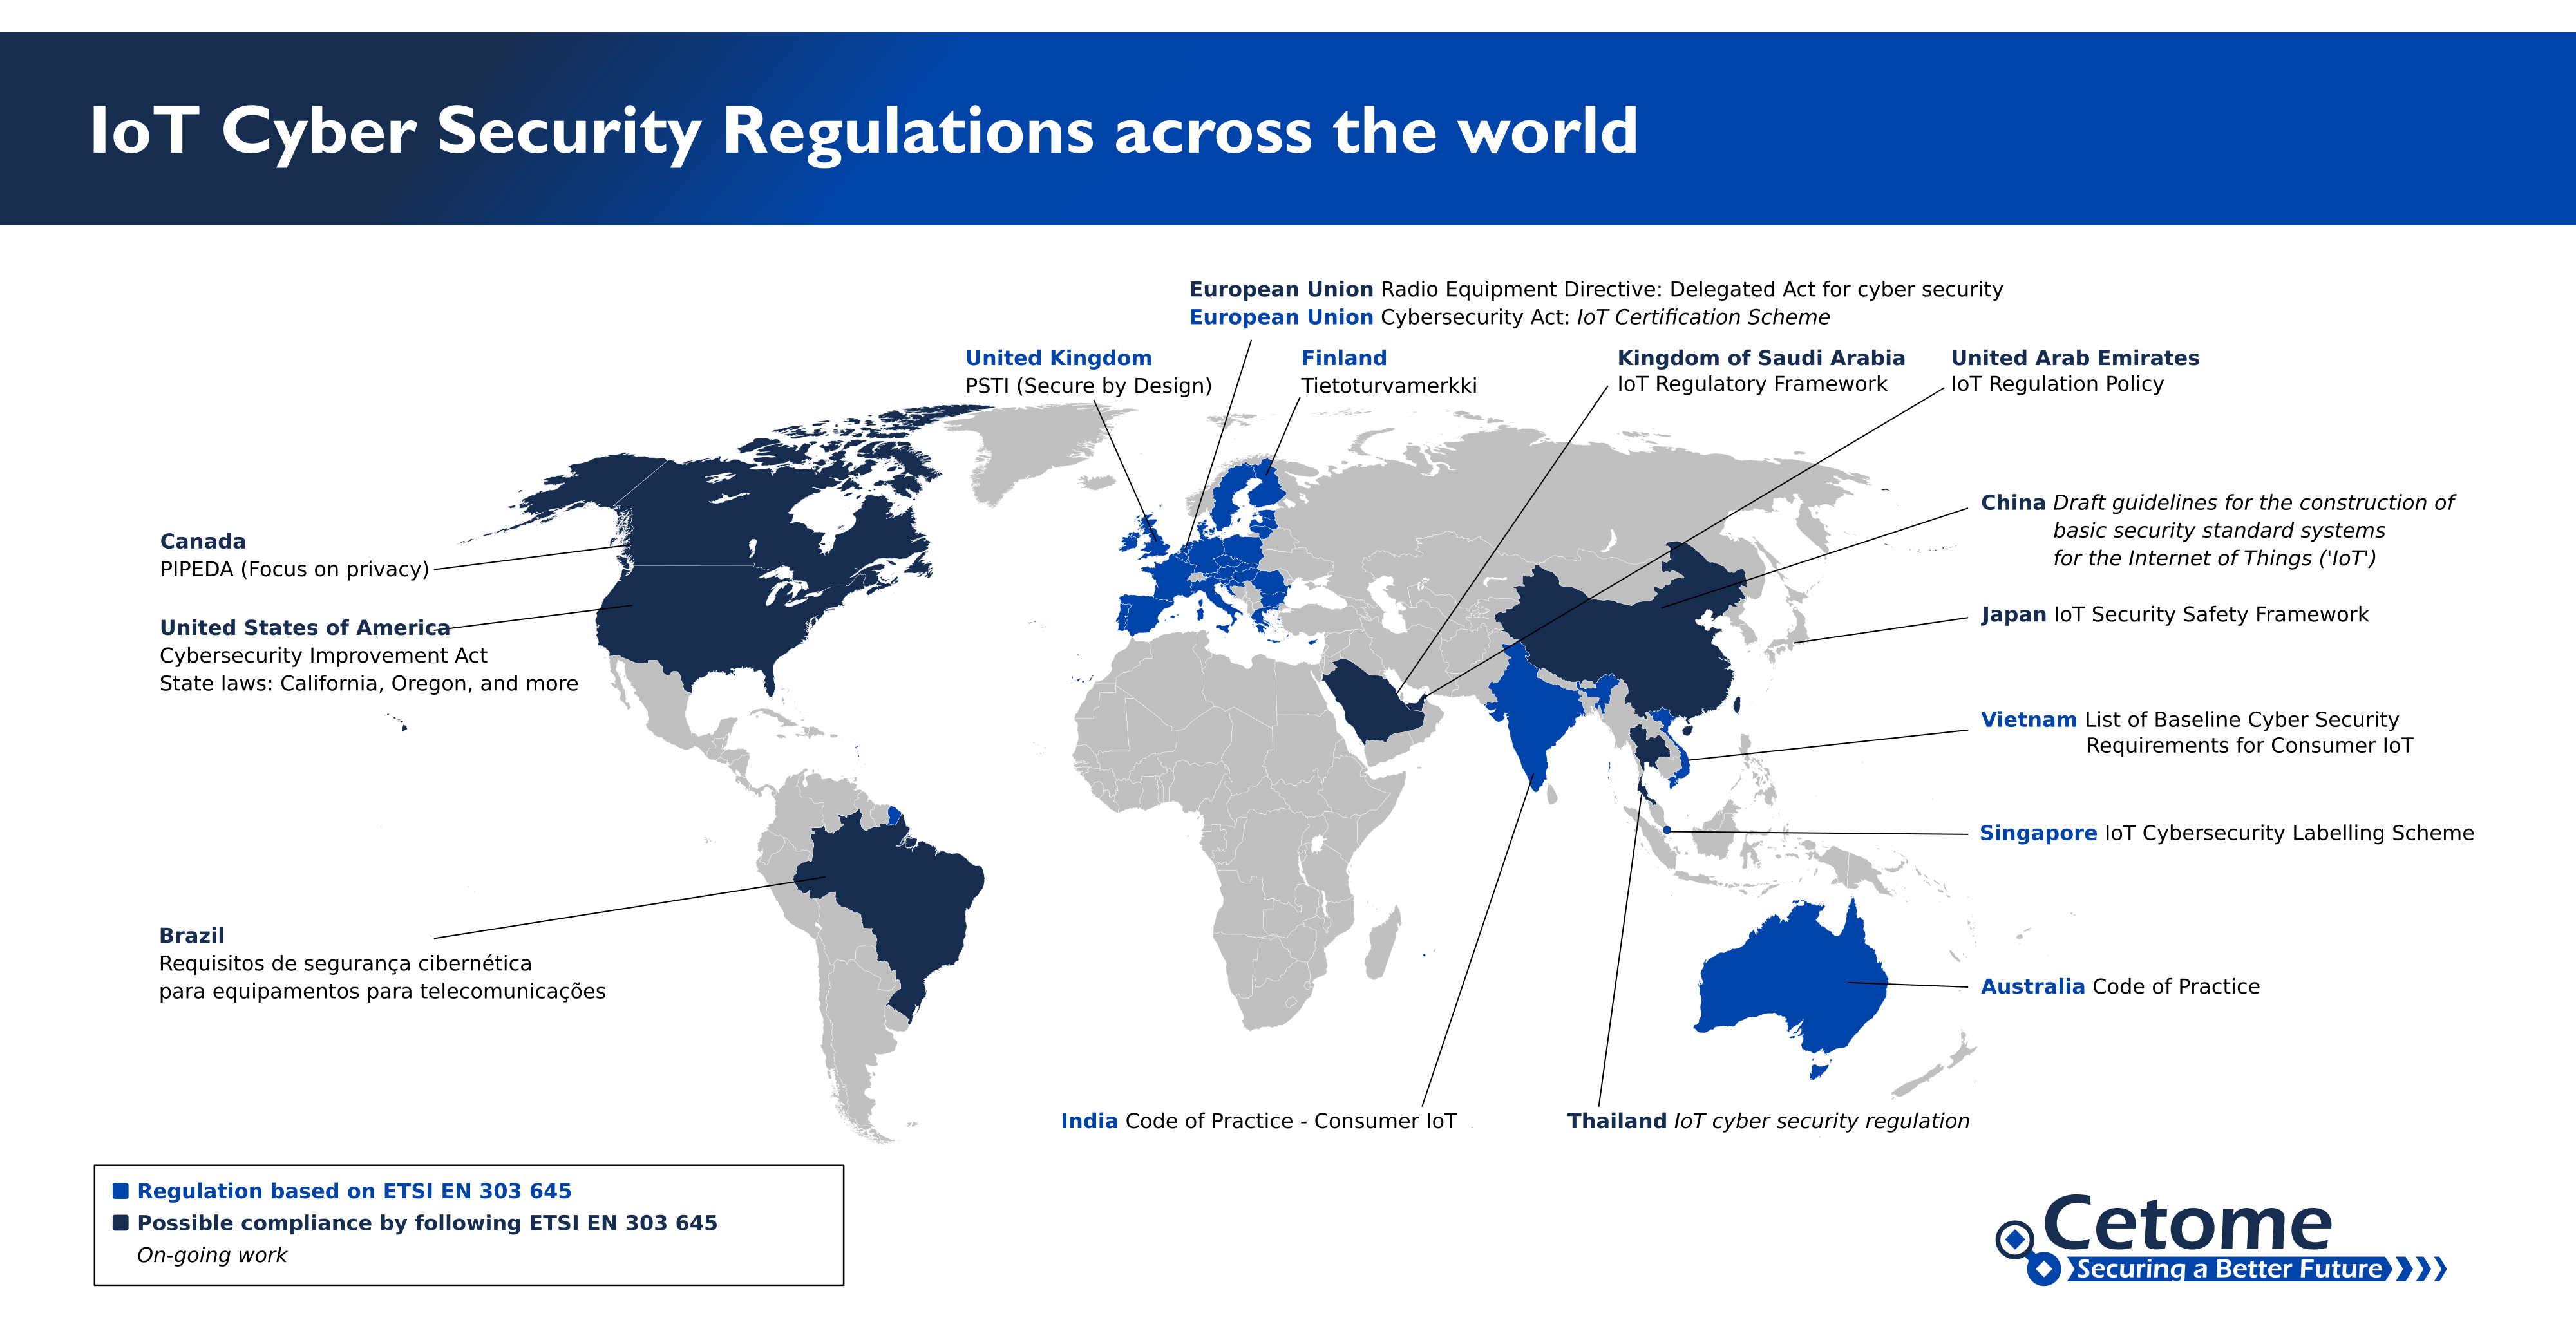 IoT Cyber Security Regulations across the world
European Union Radio Equipment Directive: Delegated Act for cyber security
European Union Cybersecurity Act: IoT Certification Scheme
United Kingdom
PSTI (Secure by Design)
Finland
Tietoturvamerkki
Kingdom of Saudi Arabia
IoT Regulatory Framework
United Arab Emirates
IoT Regulation Policy
Canada
PIPEDA (Focus on privacy)
United States of America
Cybersecurity Improvement Act
State laws: California, Oregon, and more
Brazil
Requisitos de segurança cibernética
para equipamentos para telecomunicações
China Draft guidelines for the construction of
basic security standard systems
for the Internet of Things ('IoT')
Japan IoT Security Safety Framework
Vietnam List of Baseline Cyber Security
Requirements for Consumer IoT
Singapore IoT Cybersecurity Labelling Scheme
Australia Code of Practice
India Code of Practice - Consumer IoT
Thailand IoT cyber security regulation
Regulation based on ETSI EN 303 645
Possible compliance by following ETSI EN 303 645
On-going work
Cetome
Securing a Better Future